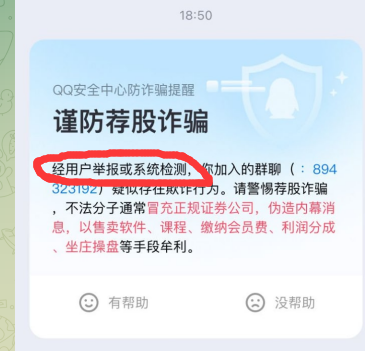 18:50
QQ安全中心防诈骗提醒
谨防荐股诈骗
经用户举报或系统检测，你加入的群聊（：894
323192）疑似存在欺诈行为。请警惕荐股诈骗
，不法分子通常冒充正规证券公司，伪造内幕消
息，以售卖软件、课程、缴纳会员费、利润分成
、坐庄操盘等手段牟利。
有帮助
没帮助